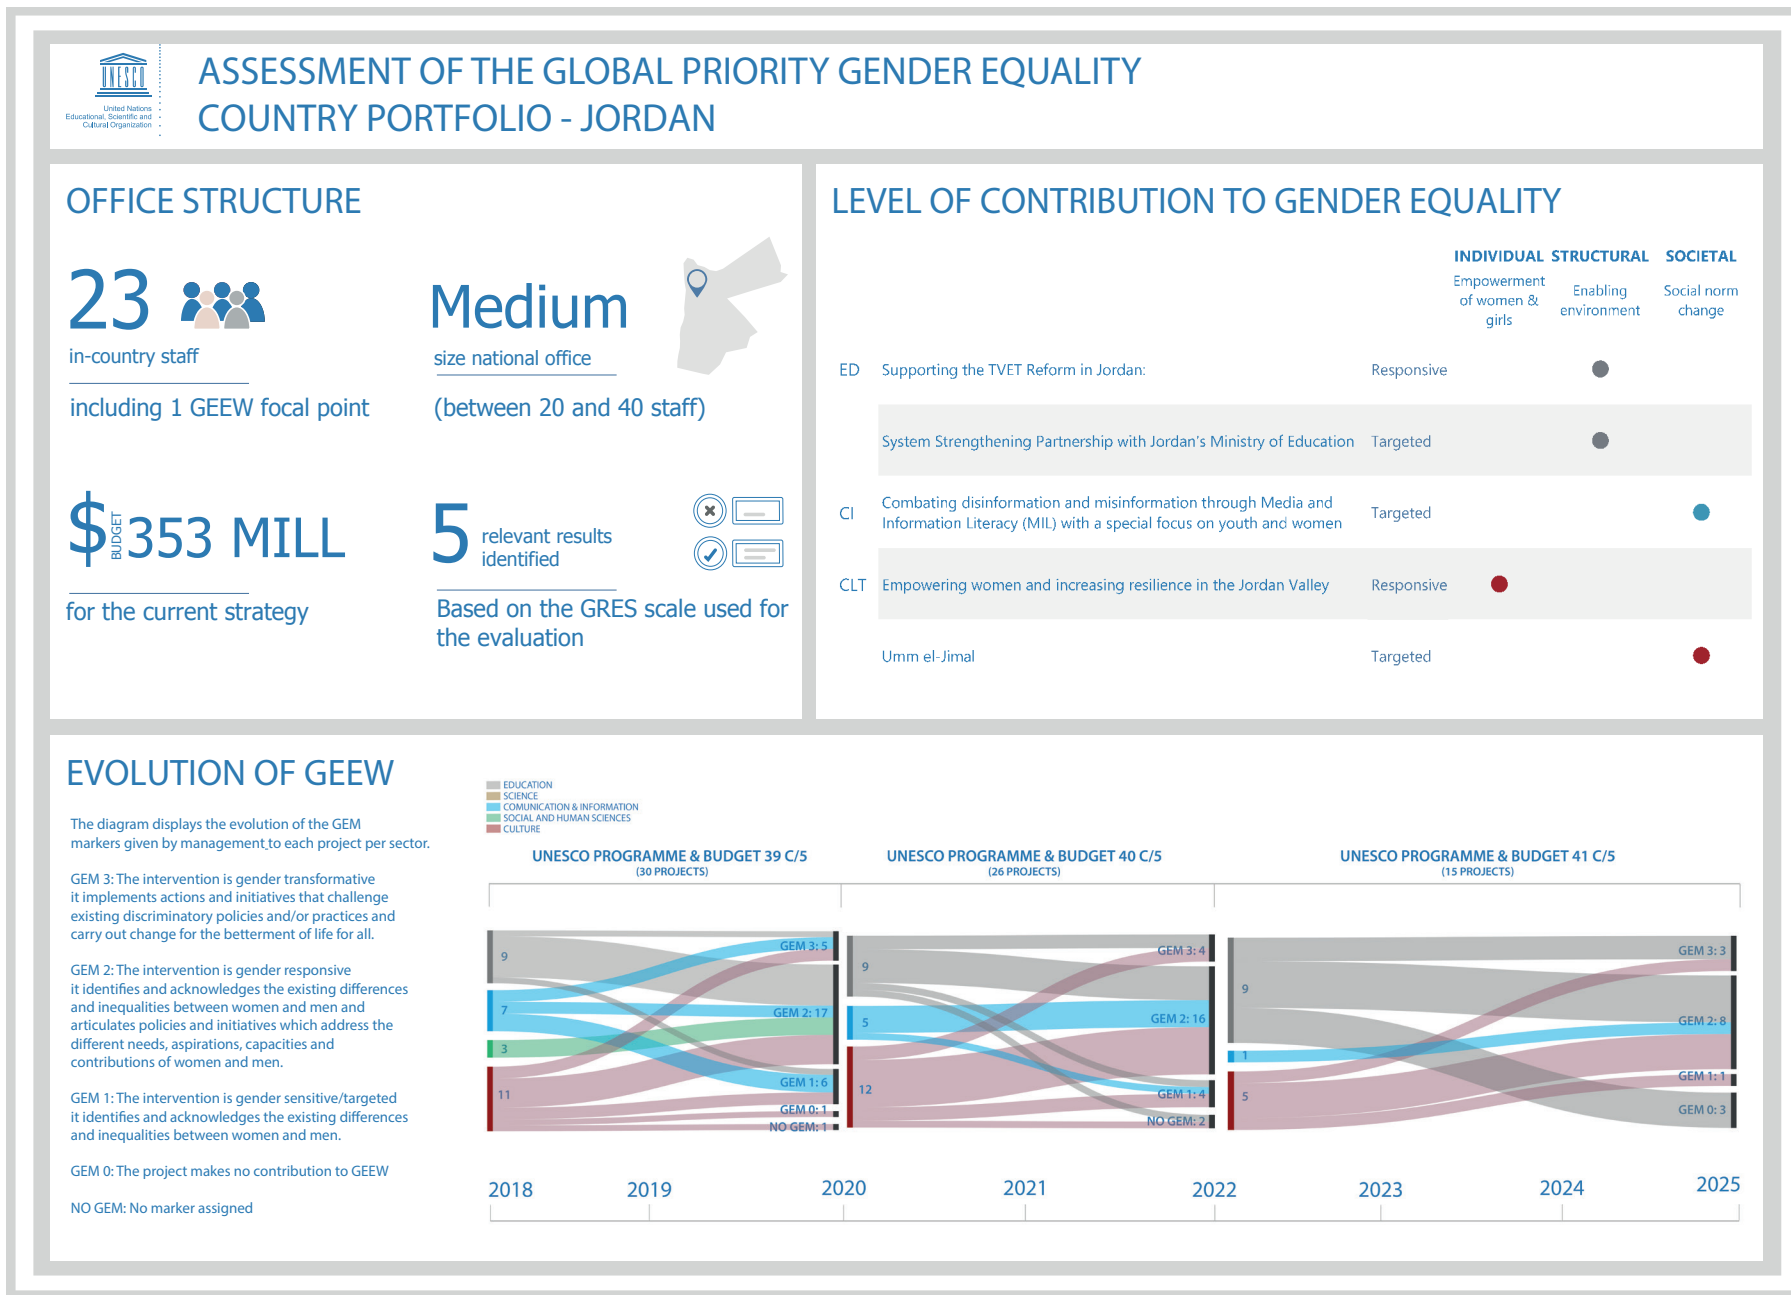 UNESCO
United Nations
Educational, Scientific and
Cultural Organization
ASSESSMENT OF THE GLOBAL PRIORITY GENDER EQUALITY
COUNTRY PORTFOLIO - JORDAN
OFFICE STRUCTURE
23
in-country staff
including 1 GEEW focal point
Medium
size national office
(between 20 and 40 staff)
$ BUDGET 353 MILL
for the current strategy
5 relevant results
identified
Based on the GRES scale used for
the evaluation
LEVEL OF CONTRIBUTION TO GENDER EQUALITY
INDIVIDUAL STRUCTURAL SOCIETAL
Empowerment
of women &
girls
Enabling
environment
Social norm
change
ED Supporting the TVET Reform in Jordan: Responsive
System Strengthening Partnership with Jordan's Ministry of Education Targeted
CI Combating disinformation and misinformation through Media and
Information Literacy (MIL) with a special focus on youth and women Targeted
CLT Empowering women and increasing resilience in the Jordan Valley Responsive
Umm el-Jimal Targeted
EVOLUTION OF GEEW
The diagram displays the evolution of the GEM
markers given by management to each project per sector.
GEM 3: The intervention is gender transformative
it implements actions and initiatives that challenge
existing discriminatory policies and/or practices and
carry out change for the betterment of life for all.
GEM 2: The intervention is gender responsive
it identifies and acknowledges the existing differences
and inequalities between women and men and
articulates policies and initiatives which address the
different needs, aspirations, capacities and
contributions of women and men.
GEM 1: The intervention is gender sensitive/targeted
it identifies and acknowledges the existing differences
and inequalities between women and men.
GEM 0: The project makes no contribution to GEEW
NO GEM: No marker assigned
EDUCATION
SCIENCE
COMUNICATION & INFORMATION
SOCIAL AND HUMAN SCIENCES
CULTURE
UNESCO PROGRAMME & BUDGET 39 C/5
(30 PROJECTS)
9
7
3
11
GEM 3: 5
GEM 2: 17
GEM 1: 6
GEM 0: 1
NO GEM: 1
UNESCO PROGRAMME & BUDGET 40 C/5
(26 PROJECTS)
9
5
12
GEM 3: 4
GEM 2: 16
GEM 1: 4
NO GEM: 2
UNESCO PROGRAMME & BUDGET 41 C/5
(15 PROJECTS)
9
1
5
GEM 3: 3
GEM 2: 8
GEM 1: 1
GEM 0: 3
2018 2019 2020 2021 2022 2023 2024 2025